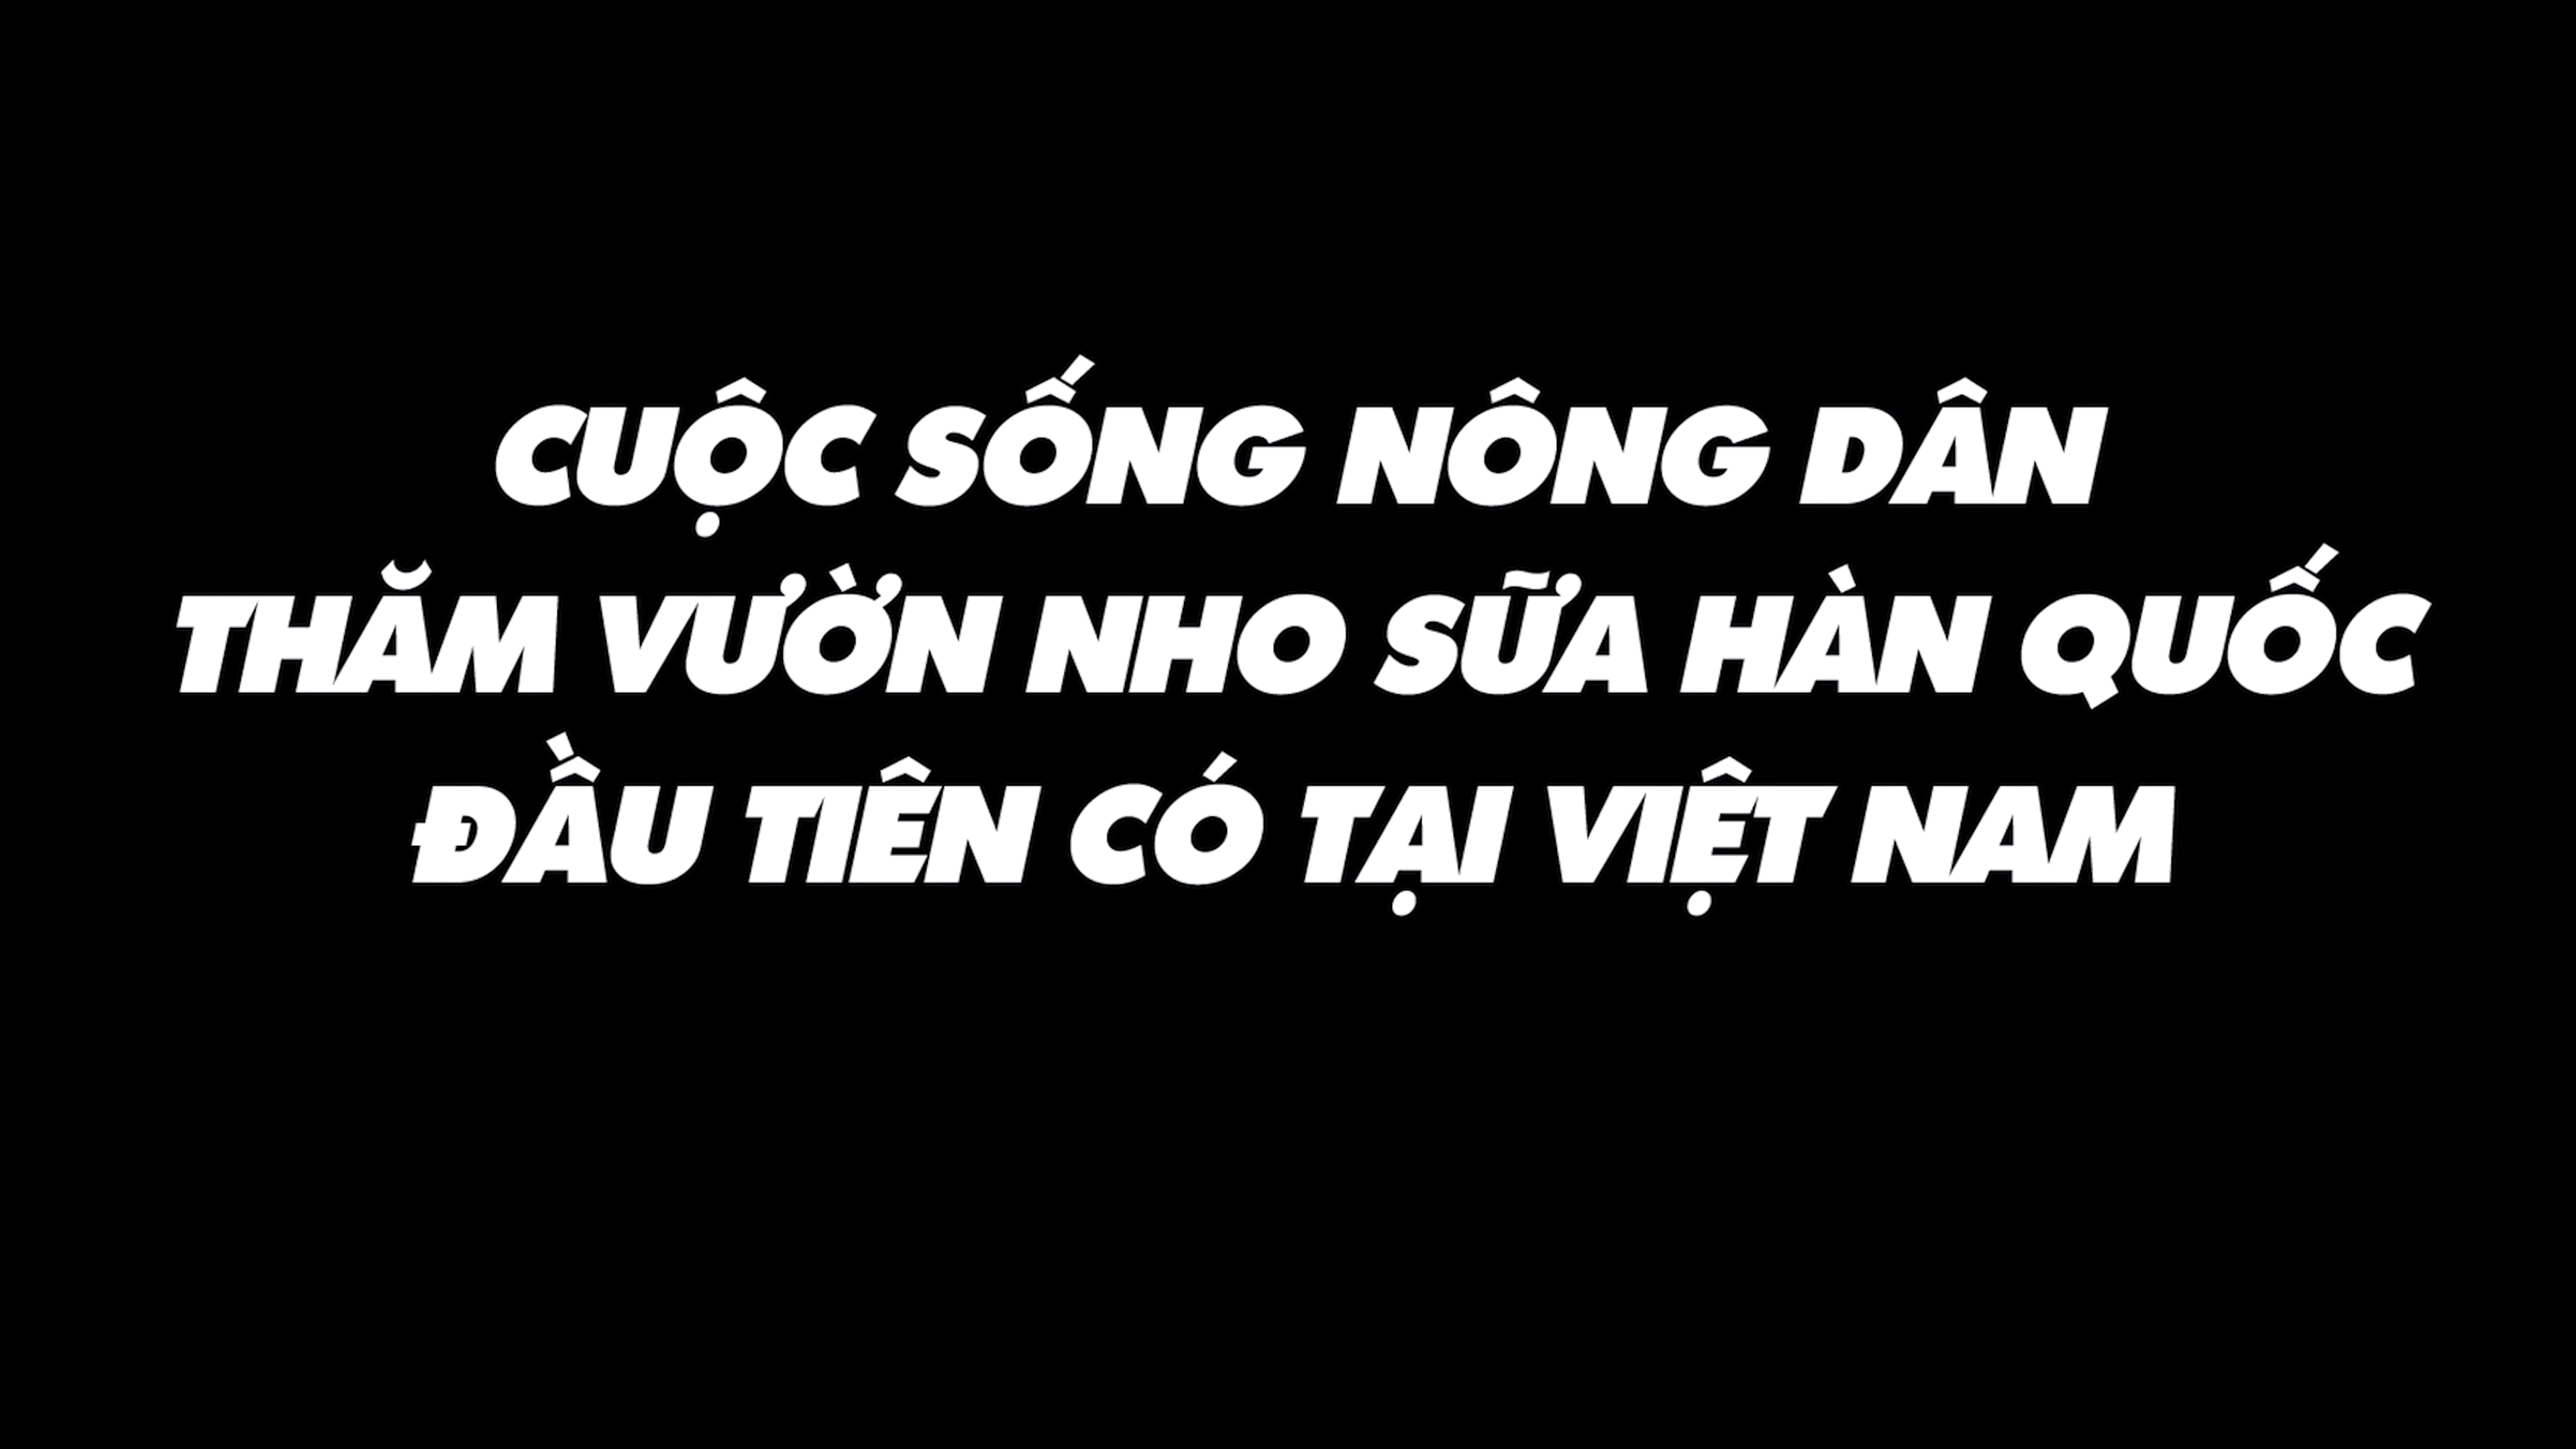 CUỘC SỐNG NÔNG DÂN
THĂM VƯỜN NHO SỮA HÀN QUỐC
ĐẦU TIÊN CÓ TẠI VIỆT NAM